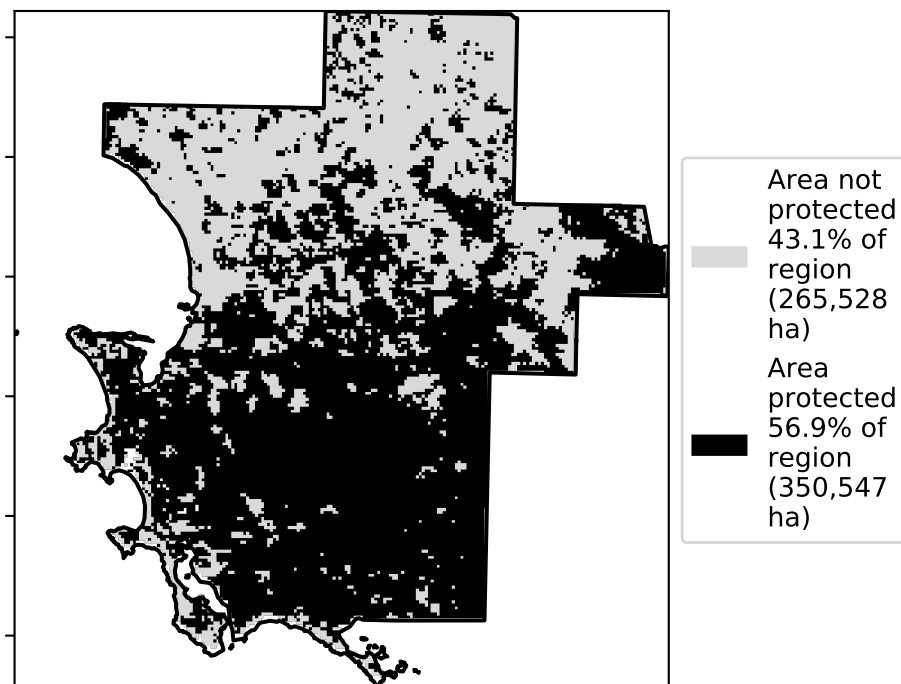 Area not
protected
43.1% of
region
(265,528
ha)
Area
protected
56.9% of
region
(350,547
ha)